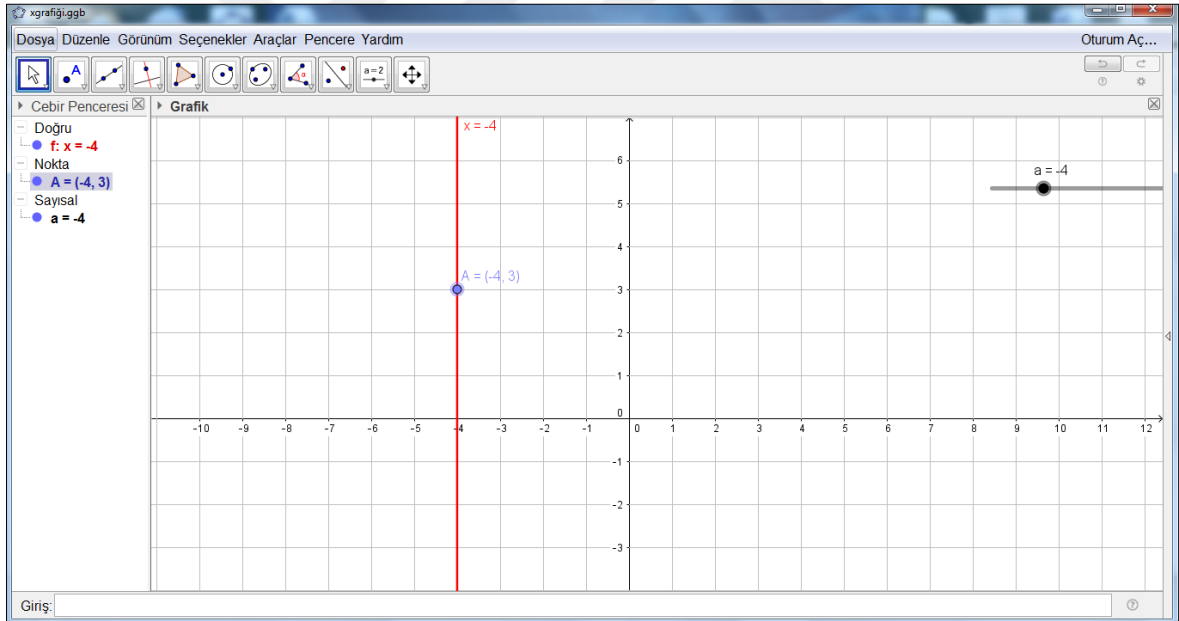 xgrafiği.ggb
Dosya Düzenle Görünüm Seçenekler Araçlar Pencere Yardım
Oturum Aç...
A
α
a=2
Cebir Penceresi
Grafik
Doğru
f: x = -4
Nokta
A = (-4, 3)
Sayısal
a = -4
x = -4
a = -4
A = (-4, 3)
6
5
4
3
2
1
0
-10 -9 -8 -7 -6 -5 -4 -3 -2 -1 0 1 2 3 4 5 6 7 8 9 10 11 12
-1
-2
-3
Giriş: